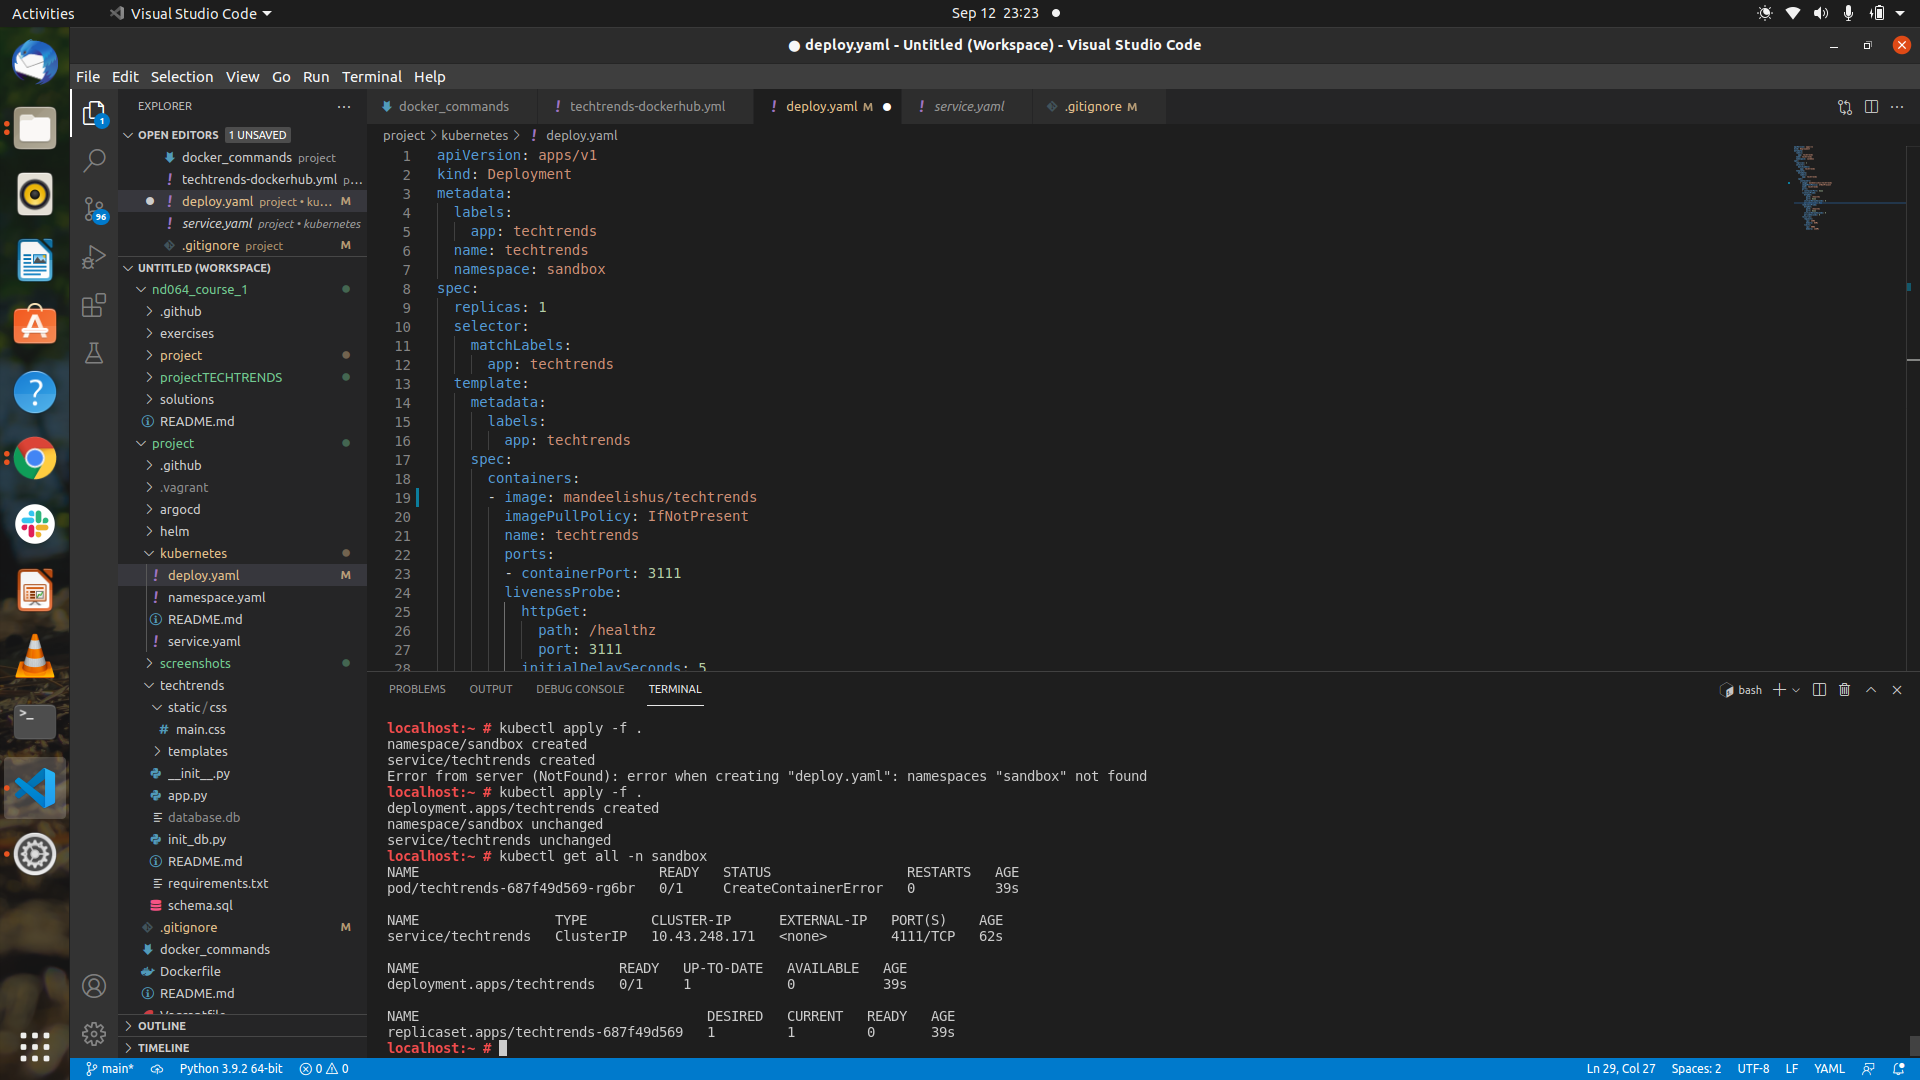 Activities
Visual Studio Code
Sep 12 23:23
deploy.yaml - Untitled (Workspace) - Visual Studio Code
File Edit Selection View Go Run Terminal Help
EXPLORER
docker_commands
! techtrends-dockerhub.yml
! deploy.yaml M
! service.yaml
.gitignore M
1
96
OPEN EDITORS 1 UNSAVED
docker_commands project
! techtrends-dockerhub.yml p...
! deploy.yaml project • ku... M
! service.yaml project • kubernetes
.gitignore project M
UNTITLED (WORKSPACE)
nd064_course_1
.github
exercises
project
projectTECHTRENDS
solutions
README.md
project
.github
.vagrant
argocd
helm
kubernetes
! deploy.yaml M
! namespace.yaml
README.md
! service.yaml
screenshots
techtrends
static / css
# main.css
templates
__init__.py
app.py
database.db
init_db.py
README.md
requirements.txt
schema.sql
.gitignore M
docker_commands
Dockerfile
README.md
OUTLINE
TIMELINE
project > kubernetes > ! deploy.yaml
1 apiVersion: apps/v1
2 kind: Deployment
3 metadata:
4 labels:
5 app: techtrends
6 name: techtrends
7 namespace: sandbox
8 spec:
9 replicas: 1
10 selector:
11 matchLabels:
12 app: techtrends
13 template:
14 metadata:
15 labels:
16 app: techtrends
17 spec:
18 containers:
19 - image: mandeelishus/techtrends
20 imagePullPolicy: IfNotPresent
21 name: techtrends
22 ports:
23 - containerPort: 3111
24 livenessProbe:
25 httpGet:
26 path: /healthz
27 port: 3111
28 initialDelaySeconds: 5
PROBLEMS OUTPUT DEBUG CONSOLE TERMINAL
bash
localhost:~ # kubectl apply -f .
namespace/sandbox created
service/techtrends created
Error from server (NotFound): error when creating "deploy.yaml": namespaces "sandbox" not found
localhost:~ # kubectl apply -f .
deployment.apps/techtrends created
namespace/sandbox unchanged
service/techtrends unchanged
localhost:~ # kubectl get all -n sandbox
NAME READY STATUS RESTARTS AGE
pod/techtrends-687f49d569-rg6br 0/1 CreateContainerError 0 39s
NAME TYPE CLUSTER-IP EXTERNAL-IP PORT(S) AGE
service/techtrends ClusterIP 10.43.248.171 <none> 4111/TCP 62s
NAME READY UP-TO-DATE AVAILABLE AGE
deployment.apps/techtrends 0/1 1 0 39s
NAME DESIRED CURRENT READY AGE
replicaset.apps/techtrends-687f49d569 1 1 0 39s
localhost:~ #
main* Python 3.9.2 64-bit 0 0
Ln 29, Col 27 Spaces: 2 UTF-8 LF YAML